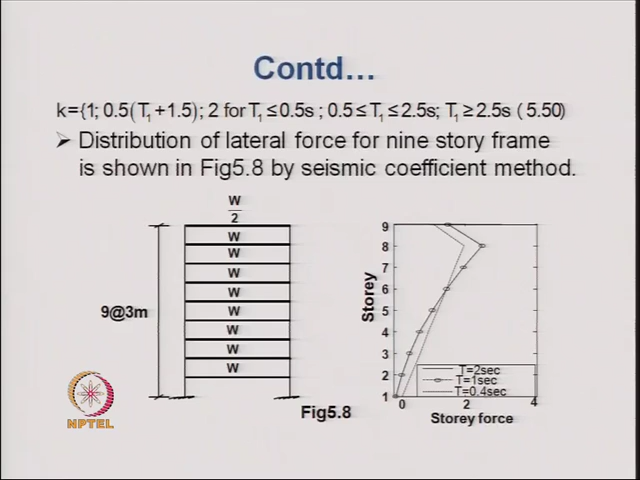 Contd...
k={1; 0.5(T₁+1.5); 2 for T₁ ≤0.5s ; 0.5≤T₁ ≤2.5s; T₁ ≥2.5s ( 5.50)
➤ Distribution of lateral force for nine story frame
is shown in Fig5.8 by seismic coefficient method.
W
2
W
W
W
W
W
W
W
W
9@3m
Fig5.8
NPTEL
9
8
7
6
5
4
3
2
1
Storey
T=2sec
T=1sec
T=0.4sec
0 2 4
Storey force